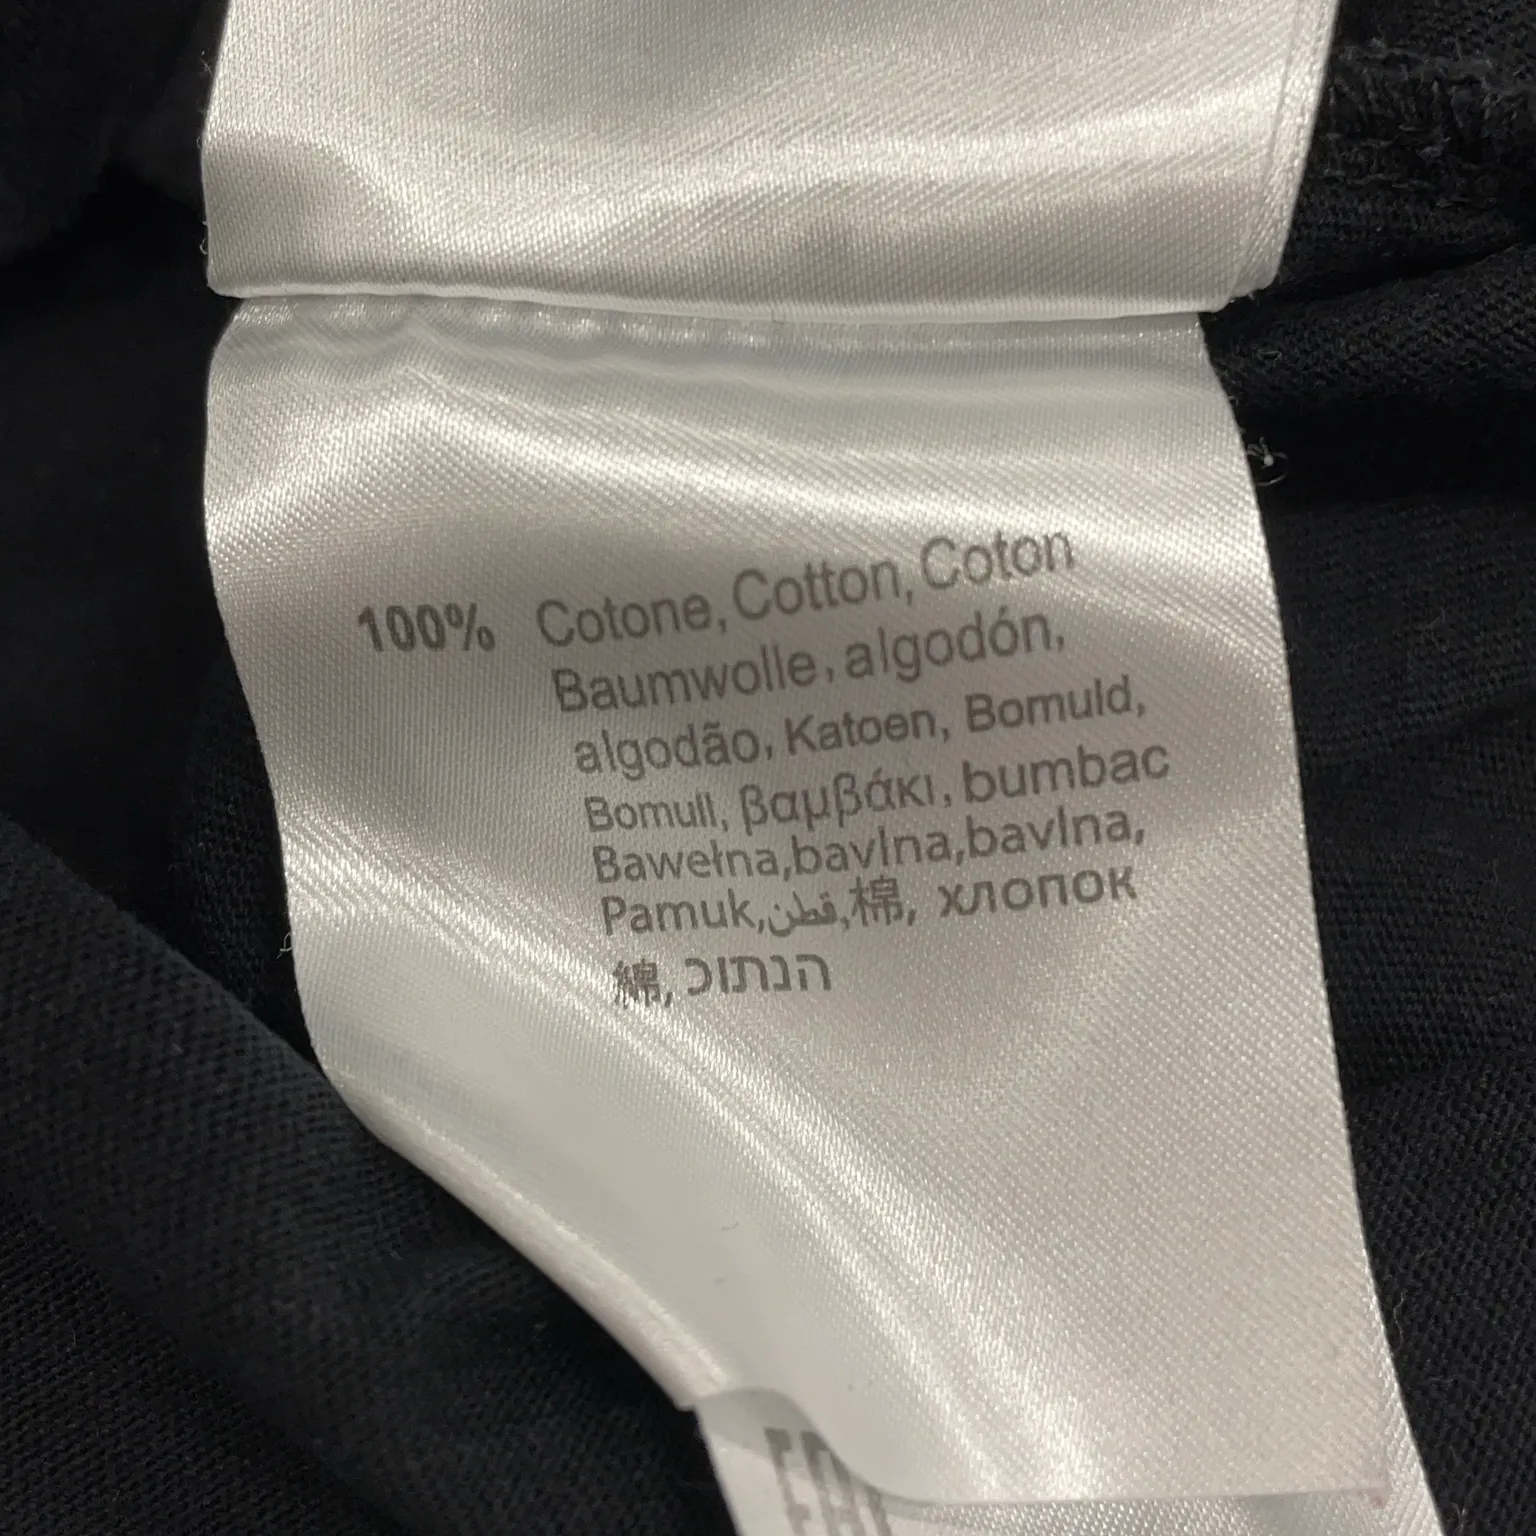 100% Cotone, Cotton, Coton
Baumwolle, algodón,
algodão, Katoen, Bomuld,
Bomull, βαμβάκι, bumbac
Bawełna,bavlna,bavlna,
Pamuk,قطن,棉, хлопок
綿, הנתוכ